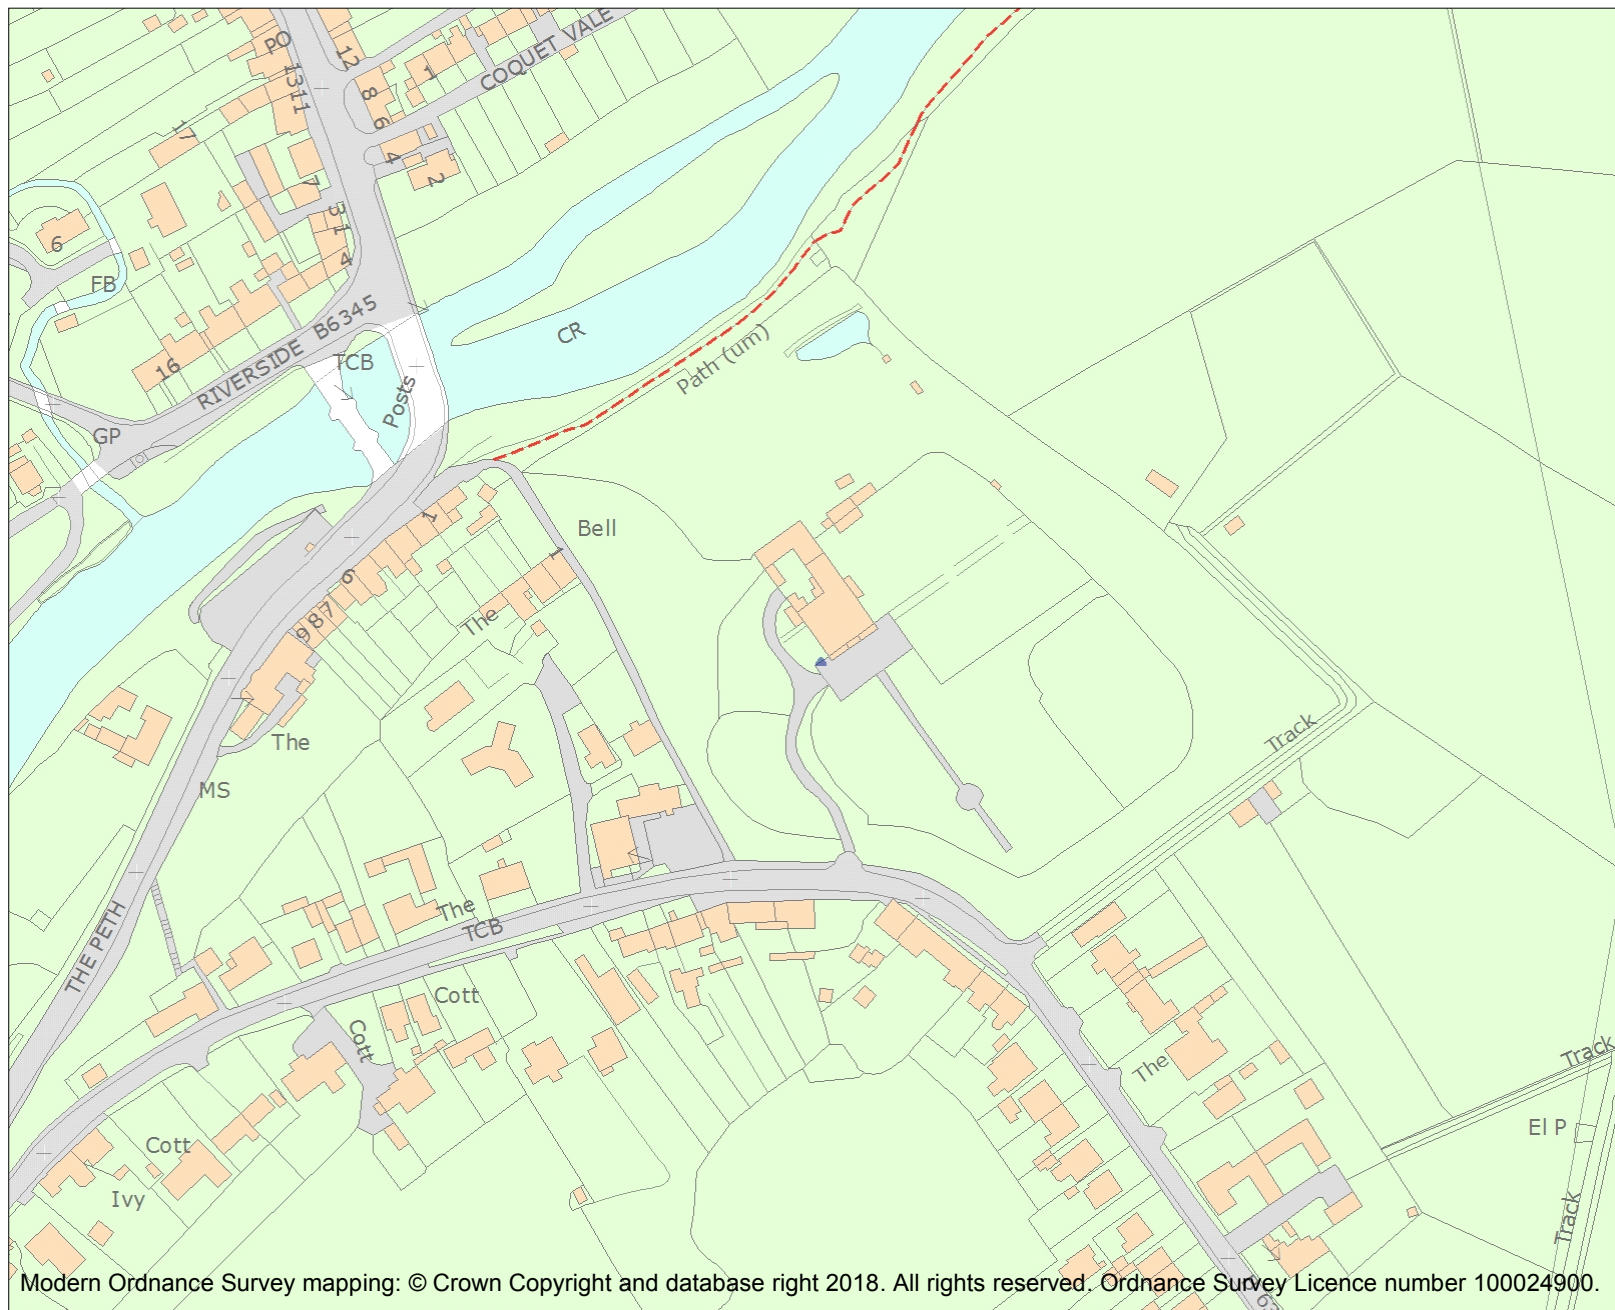 PO
12
COQUET VALE
1
1311
8
6
17
4
2
7
31
6
4
FB
RIVERSIDE B6345
CR
TCB
Path (um)
16
Posts
GP
1
Bell
1
6
The
987
The
Track
MS
The
TCB
THE PETH
Cott
Cott
The
Track
El P
Cott
Ivy
Track
Modern Ordnance Survey mapping: © Crown Copyright and database right 2018. All rights reserved. Ordnance Survey Licence number 100024900.